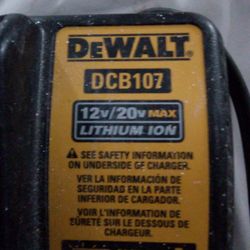 DEWALT®
DCB107
12V/20V MAX
LITHIUM ION
SEE SAFETY INFORMATION
ON UNDERSIDE OF CHARGER.
VER LA INFORMACIÓN DE
SEGURIDAD EN LA PARTE
INFERIOR DE CARGADOR.
VOIR L'INFORMATION DE
SÛRETÉ SUR LE DESSOUS DE
CHARGEUR.